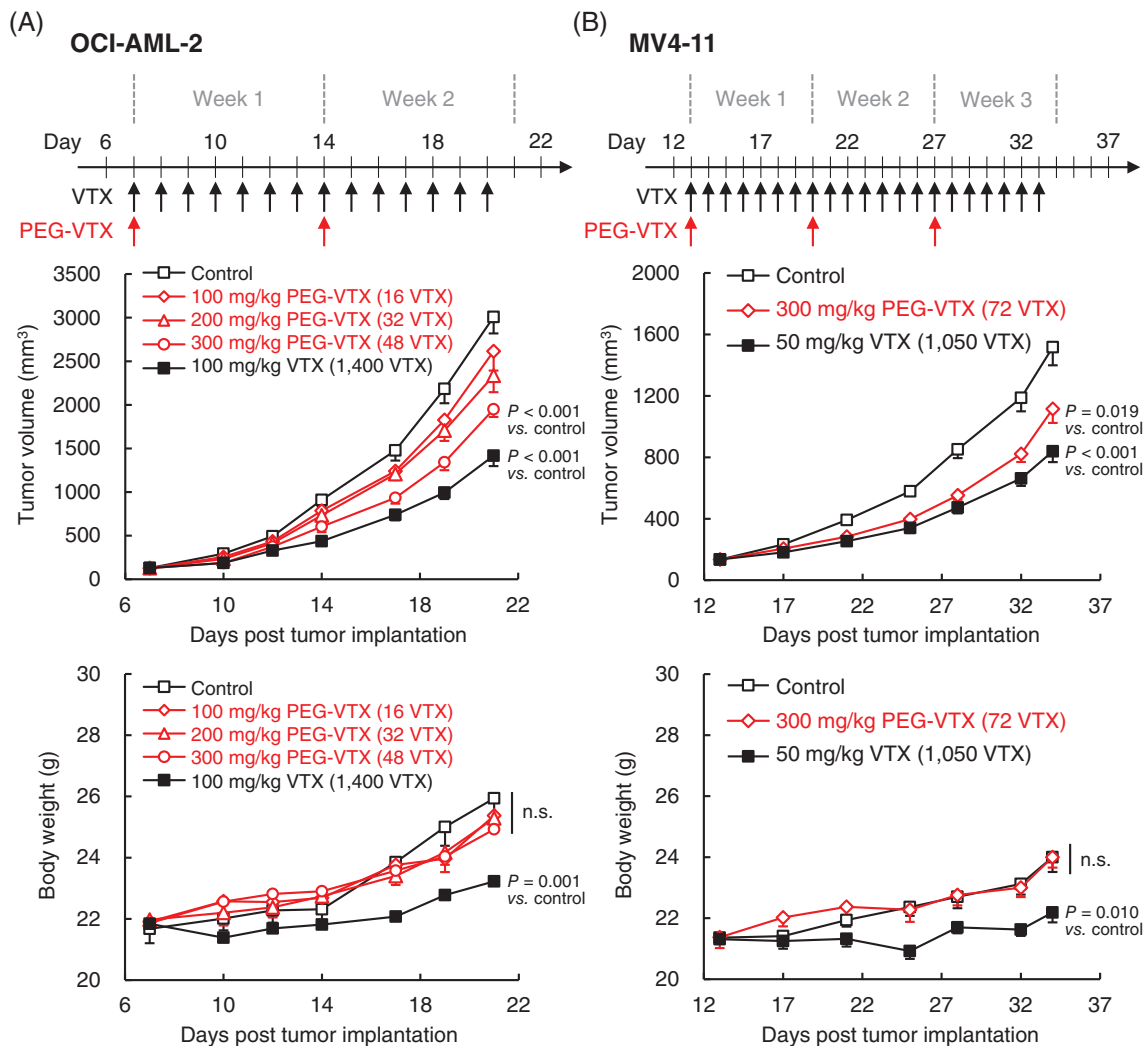 (A)
OCI-AML-2
Week 1 Week 2
Day 6 10 14 18 22
VTX
PEG-VTX
3500
3000
2500
2000
1500
1000
500
0
Tumor volume (mm³)
Control
100 mg/kg PEG-VTX (16 VTX)
200 mg/kg PEG-VTX (32 VTX)
300 mg/kg PEG-VTX (48 VTX)
100 mg/kg VTX (1,400 VTX)
P < 0.001
vs. control
P < 0.001
vs. control
6 10 14 18 22
Days post tumor implantation
30
28
26
24
22
20
Body weight (g)
Control
100 mg/kg PEG-VTX (16 VTX)
200 mg/kg PEG-VTX (32 VTX)
300 mg/kg PEG-VTX (48 VTX)
100 mg/kg VTX (1,400 VTX)
n.s.
P = 0.001
vs. control
6 10 14 18 22
Days post tumor implantation
(B)
MV4-11
Week 1 Week 2 Week 3
Day 12 17 22 27 32 37
VTX
PEG-VTX
2000
1600
1200
800
400
0
Tumor volume (mm³)
Control
300 mg/kg PEG-VTX (72 VTX)
50 mg/kg VTX (1,050 VTX)
P = 0.019
vs. control
P < 0.001
vs. control
12 17 22 27 32 37
Days post tumor implantation
30
28
26
24
22
20
Body weight (g)
Control
300 mg/kg PEG-VTX (72 VTX)
50 mg/kg VTX (1,050 VTX)
n.s.
P = 0.010
vs. control
12 17 22 27 32 37
Days post tumor implantation